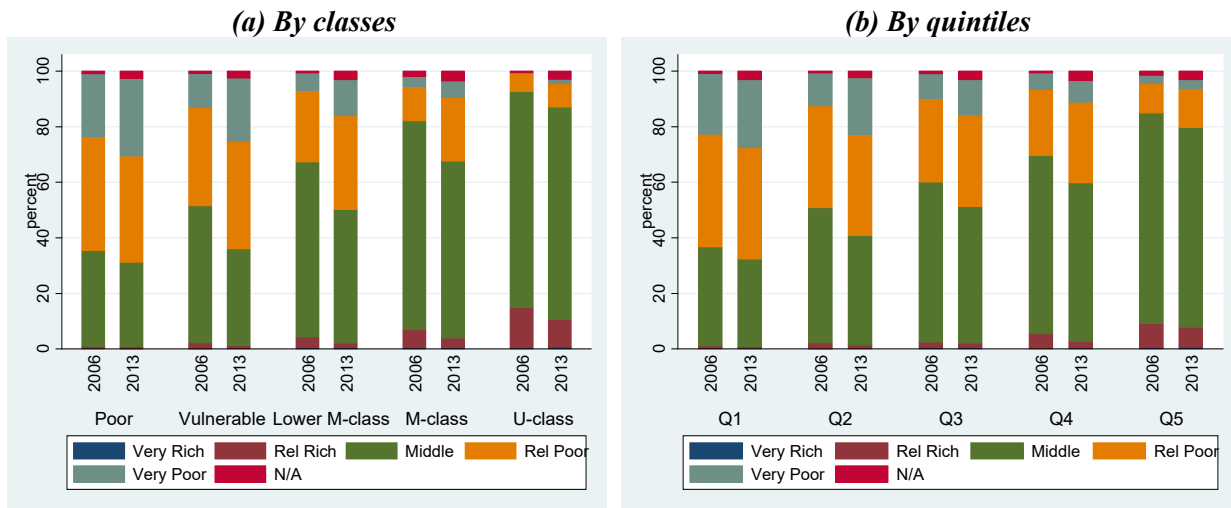 (a) By classes
percent
100
80
60
40
20
0
2006 2013 2006 2013 2006 2013 2006 2013 2006 2013
Poor Vulnerable Lower M-class M-class U-class
Very Rich Rel Rich Middle Rel Poor
Very Poor N/A
(b) By quintiles
percent
100
80
60
40
20
0
2006 2013 2006 2013 2006 2013 2006 2013 2006 2013
Q1 Q2 Q3 Q4 Q5
Very Rich Rel Rich Middle Rel Poor
Very Poor N/A